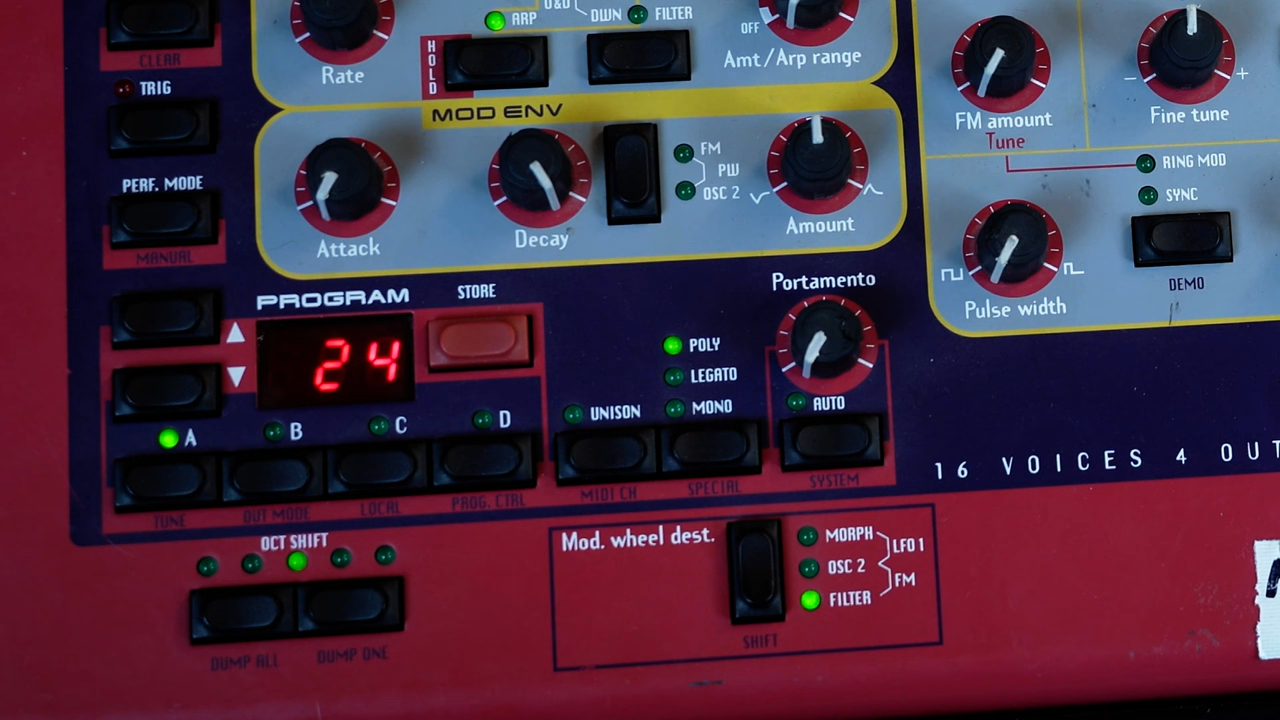 ARP
DWN
FILTER
HOLD
OFF
Rate
Amt/Arp range
CLEAR
TRIG
MOD ENV
FM
PW
OSC 2
Attack
Decay
Amount
PERF. MODE
MANUAL
FM amount
Tune
Fine tune
- +
RING MOD
SYNC
DEMO
Pulse width
PROGRAM
STORE
24
Portamento
POLY
LEGATO
MONO
UNISON
AUTO
A B C D
TUNE
OUT MODE
LOCAL
PROG. CTRL
MIDI CH
SPECIAL
SYSTEM
16 VOICES 4 OUT
OCT SHIFT
DUMP ALL
DUMP ONE
Mod. wheel dest.
MORPH
OSC 2
FILTER
LFO 1
FM
SHIFT